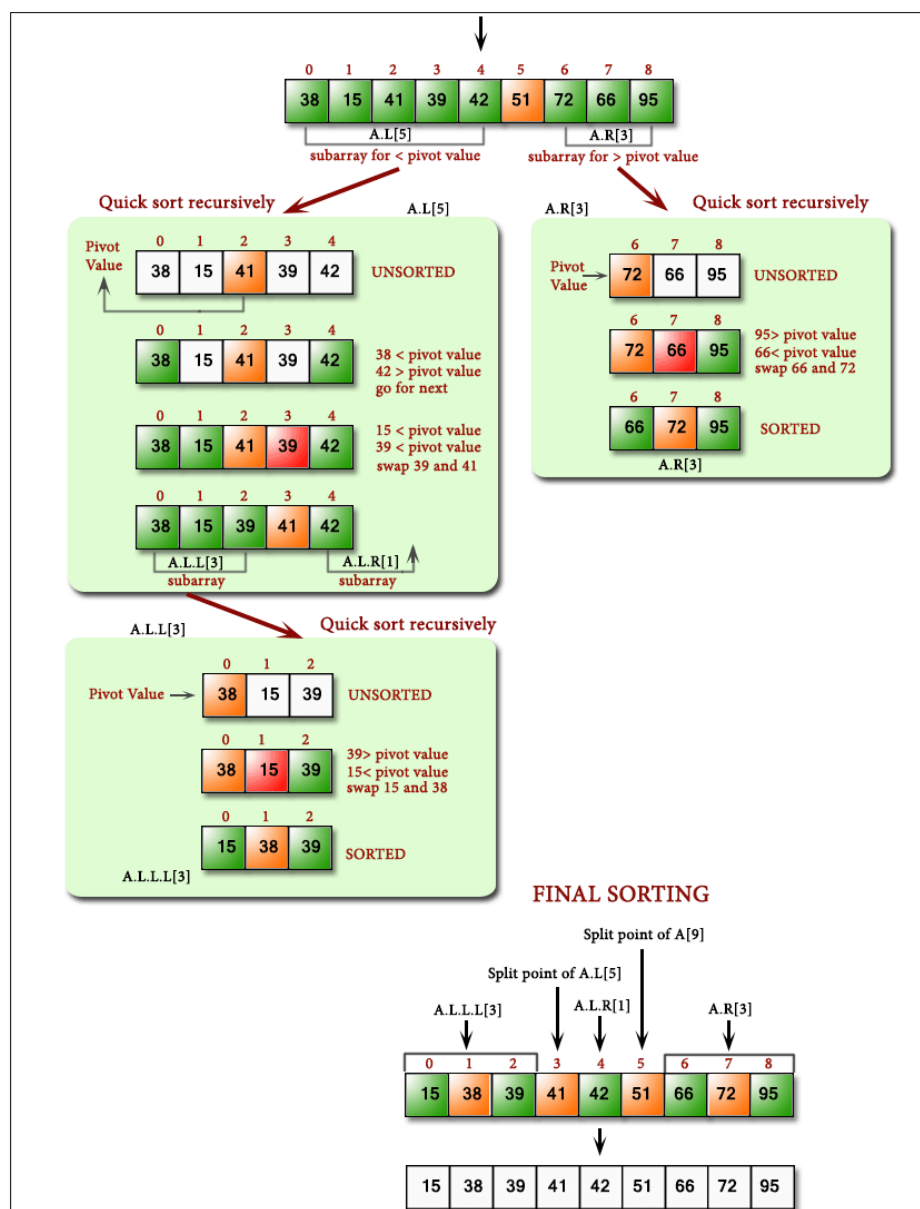 0 1 2 3 4 5 6 7 8
38 15 41 39 42 51 72 66 95
A.L[5] A.R[3]
subarray for < pivot value subarray for > pivot value
Quick sort recursively
A.L[5]
0 1 2 3 4
Pivot
Value
38 15 41 39 42 UNSORTED
0 1 2 3 4
38 15 41 39 42
38 < pivot value
42 > pivot value
go for next
0 1 2 3 4
38 15 41 39 42
15 < pivot value
39 < pivot value
swap 39 and 41
0 1 2 3 4
38 15 39 41 42
A.L.L[3] A.L.R[1]
subarray subarray
Quick sort recursively
A.R[3]
6 7 8
Pivot
Value
72 66 95 UNSORTED
6 7 8
72 66 95
95> pivot value
66< pivot value
swap 66 and 72
6 7 8
66 72 95 SORTED
A.R[3]
Quick sort recursively
A.L.L[3]
0 1 2
Pivot Value 38 15 39 UNSORTED
0 1 2
38 15 39
39> pivot value
15< pivot value
swap 15 and 38
0 1 2
15 38 39 SORTED
A.L.L.L[3]
FINAL SORTING
Split point of A[9]
Split point of A.L[5]
A.L.L.L[3] A.L.R[1] A.R[3]
0 1 2 3 4 5 6 7 8
15 38 39 41 42 51 66 72 95
15 38 39 41 42 51 66 72 95